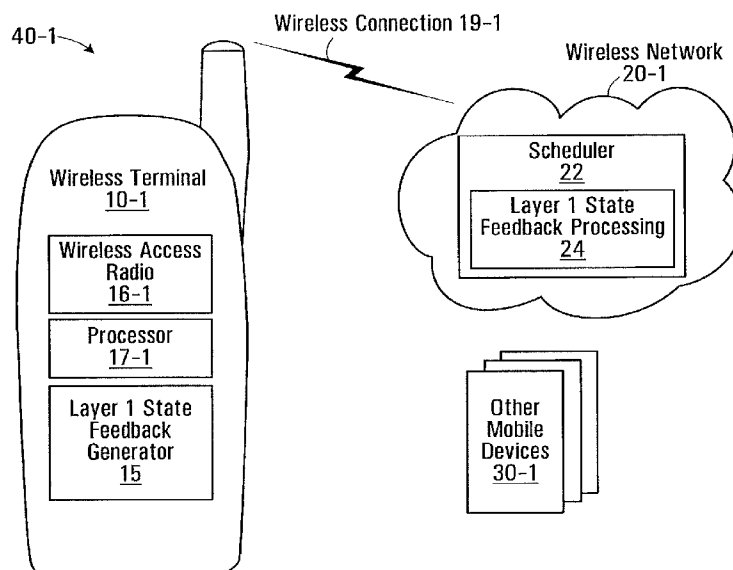 40-1
Wireless Connection 19-1
Wireless Network
20-1
Wireless Terminal
10-1
Wireless Access
Radio
16-1
Processor
17-1
Layer 1 State
Feedback
Generator
15
Scheduler
22
Layer 1 State
Feedback Processing
24
Other
Mobile
Devices
30-1